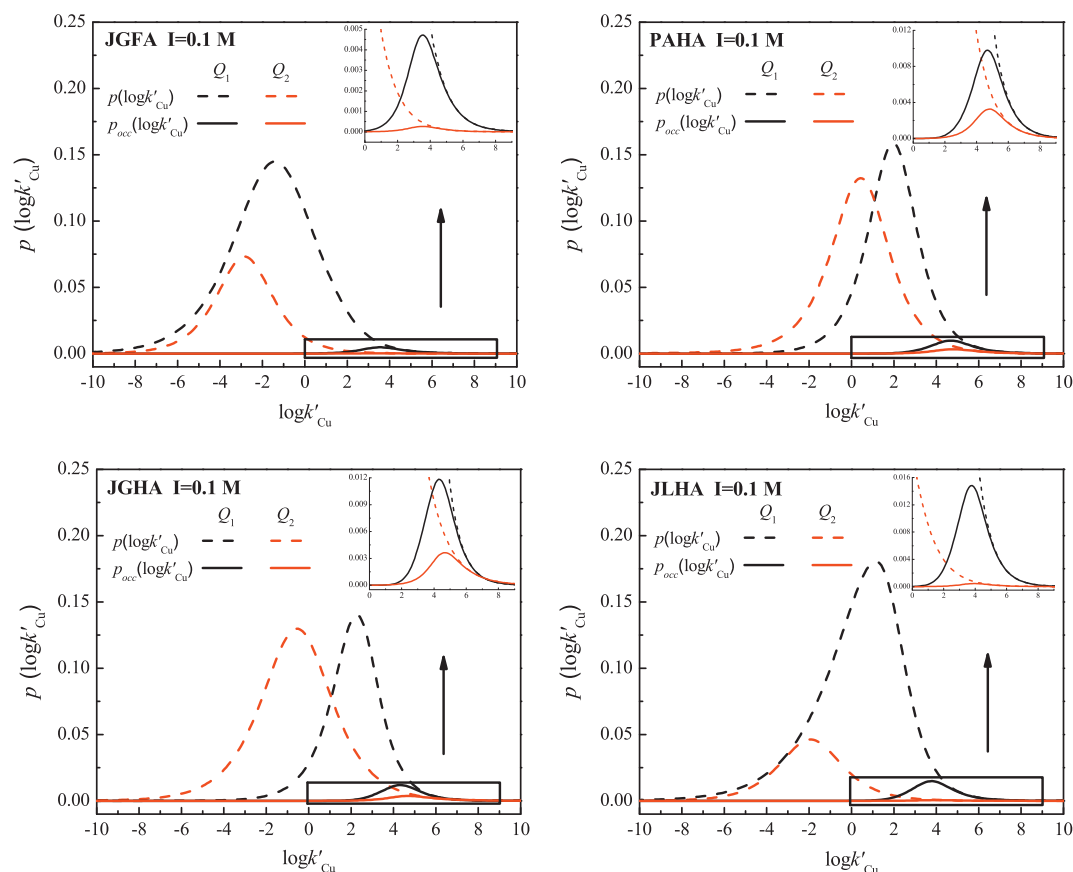 JGFA I=0.1 M
Q1 Q2
p(logk′Cu)
pocc(logk′Cu)
p (logk′Cu)
0.25
0.20
0.15
0.10
0.05
0.00
-10 -8 -6 -4 -2 0 2 4 6 8 10
logk′Cu
0.005
0.004
0.003
0.002
0.001
0.000
0 2 4 6 8
PAHA I=0.1 M
Q1 Q2
p(logk′Cu)
pocc(logk′Cu)
p (logk′Cu)
0.25
0.20
0.15
0.10
0.05
0.00
-10 -8 -6 -4 -2 0 2 4 6 8 10
logk′Cu
0.016
0.012
0.008
0.004
0.000
0 2 4 6 8
JGHA I=0.1 M
Q1 Q2
p(logk′Cu)
pocc(logk′Cu)
p (logk′Cu)
0.25
0.20
0.15
0.10
0.05
0.00
-10 -8 -6 -4 -2 0 2 4 6 8 10
logk′Cu
0.012
0.009
0.006
0.003
0.000
0 2 4 6 8
JLHA I=0.1 M
Q1 Q2
p(logk′Cu)
pocc(logk′Cu)
p (logk′Cu)
0.25
0.20
0.15
0.10
0.05
0.00
-10 -8 -6 -4 -2 0 2 4 6 8 10
logk′Cu
0.016
0.012
0.008
0.004
0.000
0 2 4 6 8